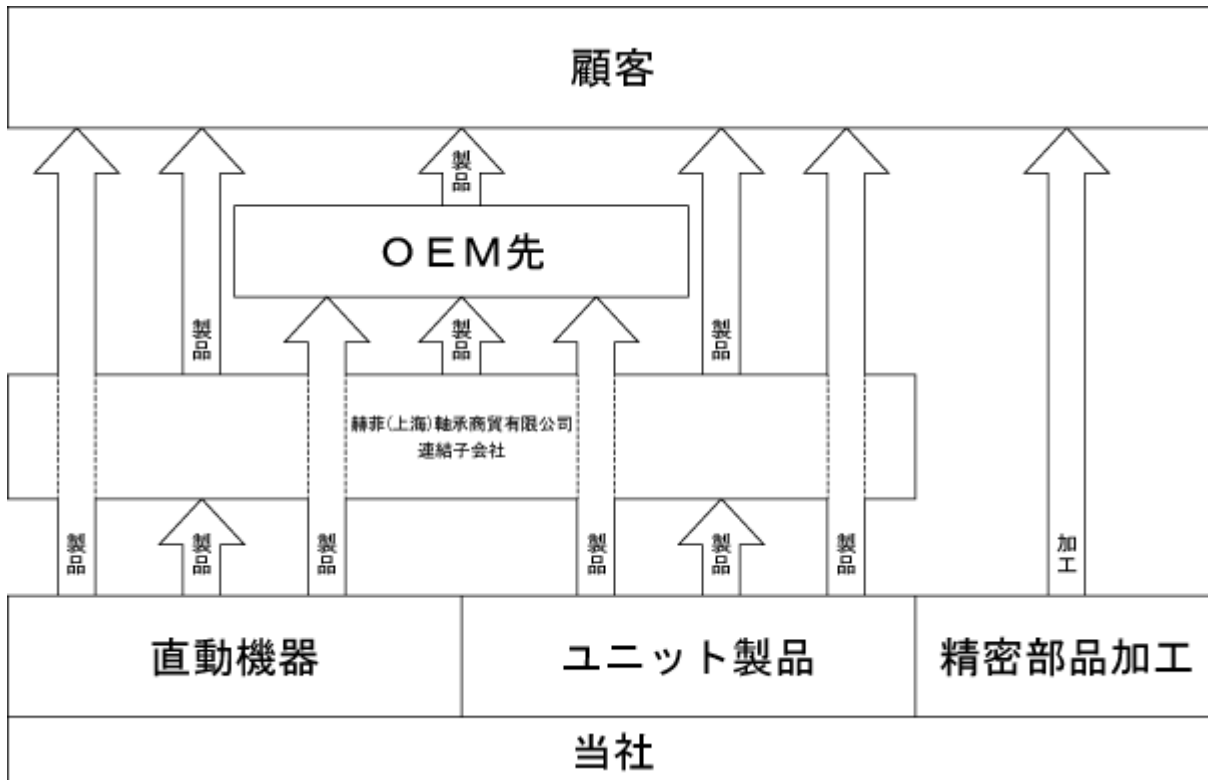 顧客
製品
OEM先
製品
製品
製品
赫菲(上海)軸承商貿有限公司
連結子会社
製品
製品
製品
製品
製品
製品
加工
直動機器
ユニット製品
精密部品加工
当社